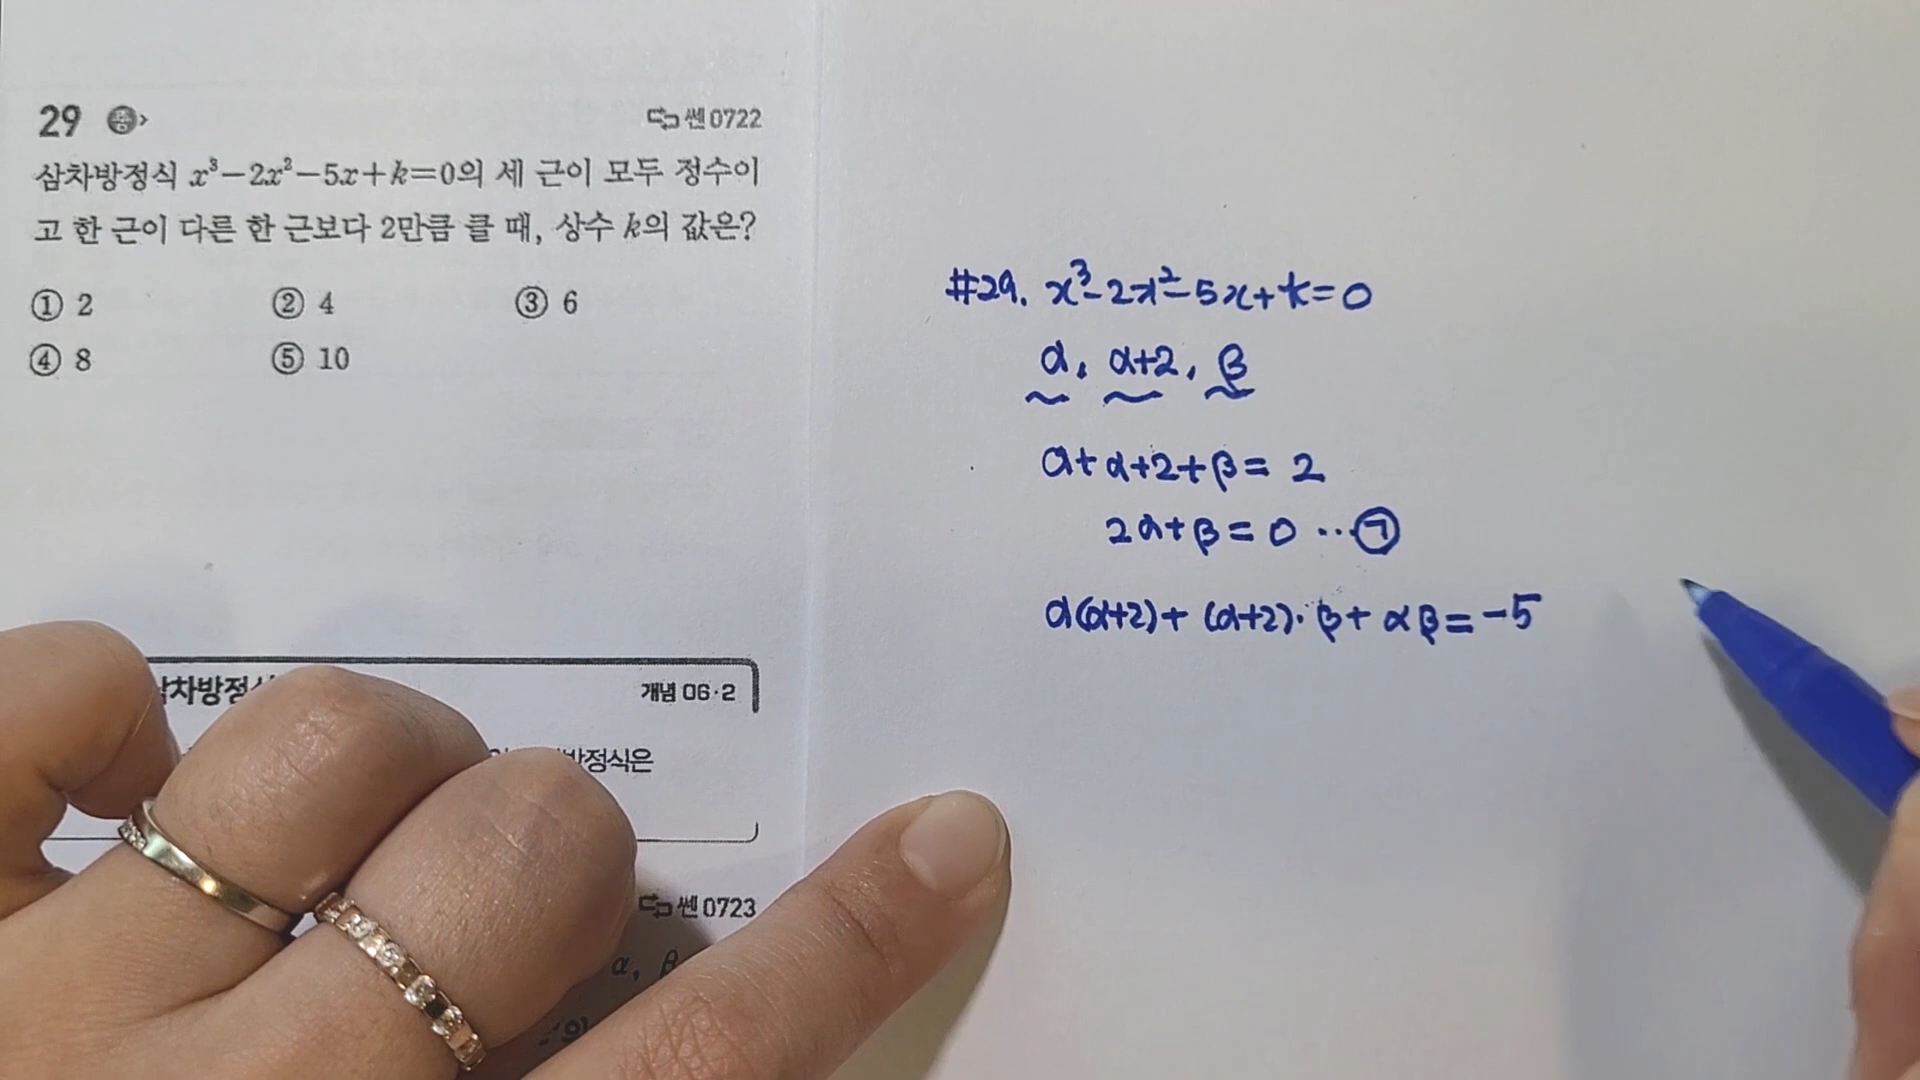 29 중 쎈 0722
삼차방정식 x³-2x²-5x+k=0의 세 근이 모두 정수이
고 한 근이 다른 한 근보다 2만큼 클 때, 상수 k의 값은?
① 2 ② 4 ③ 6
④ 8 ⑤ 10
개념 06·2
방정식은
쎈 0723
α, β
#29. x³-2x²-5x+k=0
α, α+2, β
α+α+2+β=2
2α+β=0 ··· ㉠
α(α+2)+(α+2)·β+αβ=-5